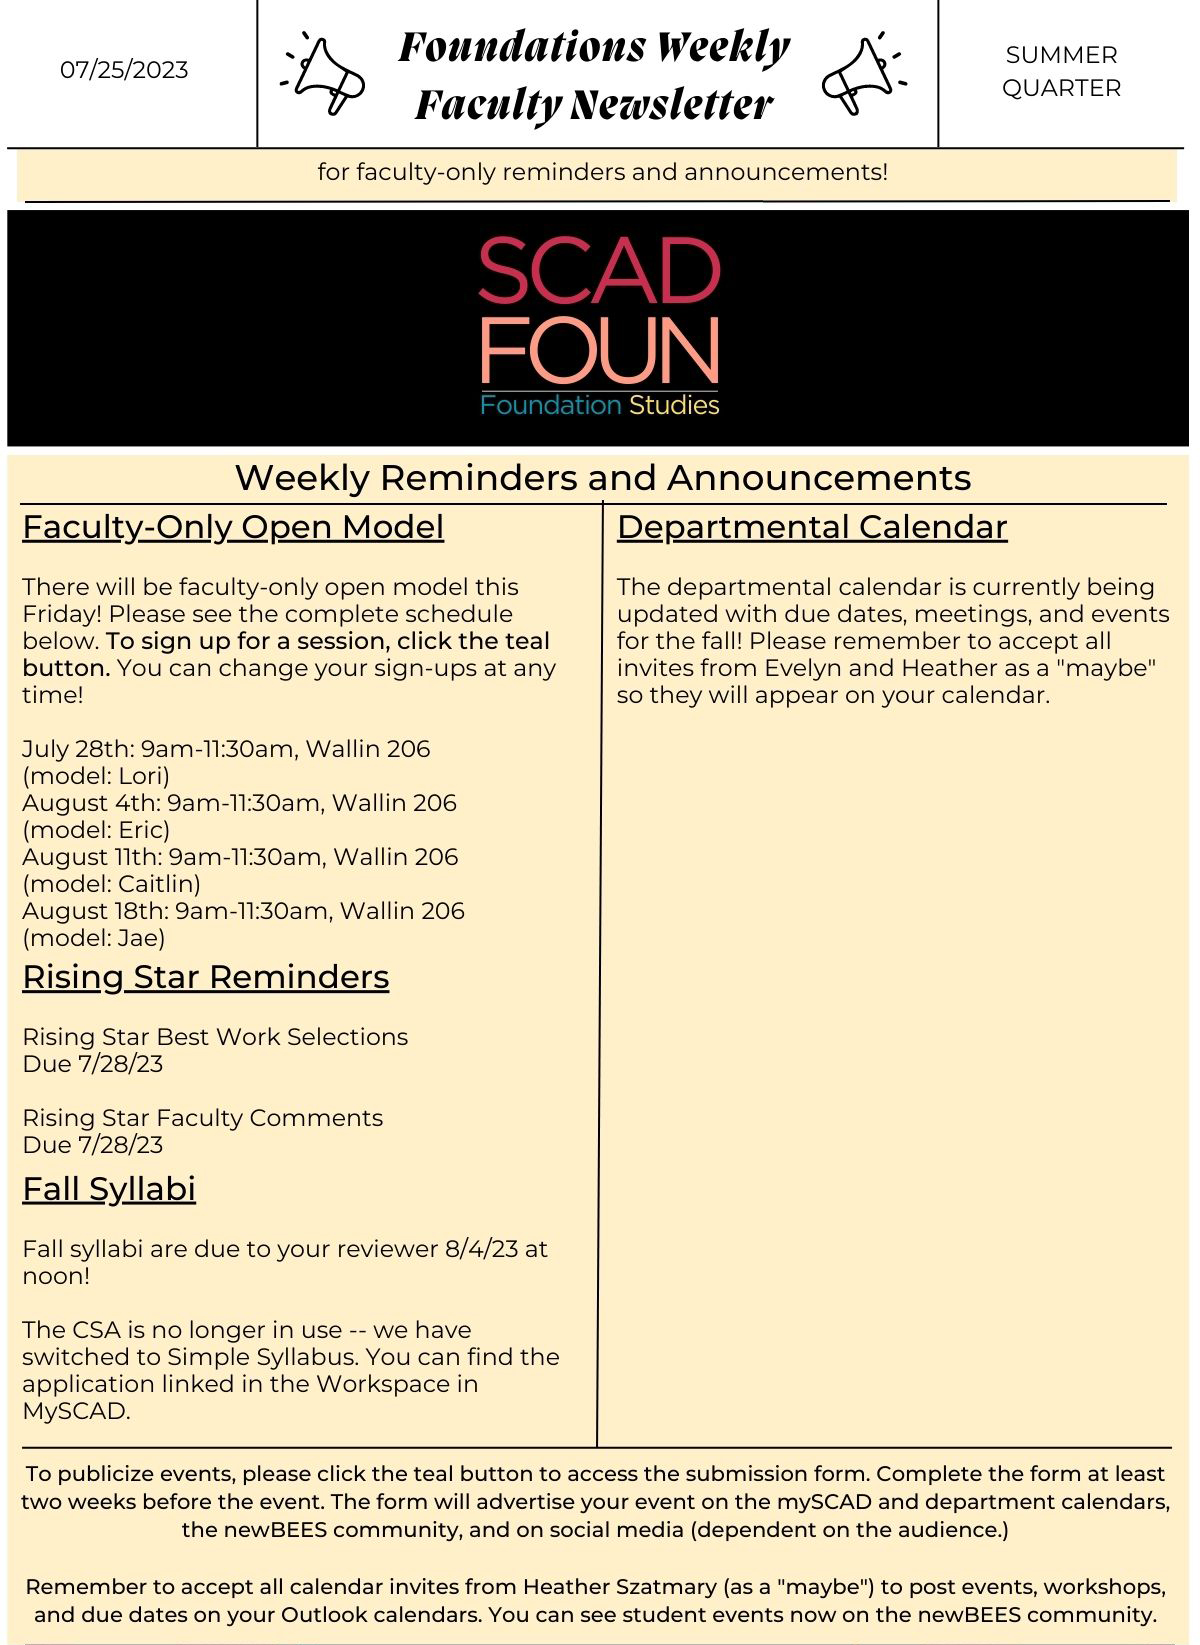 07/25/2023
Foundations Weekly
Faculty Newsletter
SUMMER
QUARTER
for faculty-only reminders and announcements!
SCAD
FOUN
Foundation Studies
Weekly Reminders and Announcements
Faculty-Only Open Model
There will be faculty-only open model this
Friday! Please see the complete schedule
below. To sign up for a session, click the teal
button. You can change your sign-ups at any
time!
July 28th: 9am-11:30am, Wallin 206
(model: Lori)
August 4th: 9am-11:30am, Wallin 206
(model: Eric)
August 11th: 9am-11:30am, Wallin 206
(model: Caitlin)
August 18th: 9am-11:30am, Wallin 206
(model: Jae)
Rising Star Reminders
Rising Star Best Work Selections
Due 7/28/23
Rising Star Faculty Comments
Due 7/28/23
Fall Syllabi
Fall syllabi are due to your reviewer 8/4/23 at
noon!
The CSA is no longer in use -- we have
switched to Simple Syllabus. You can find the
application linked in the Workspace in
MySCAD.
Departmental Calendar
The departmental calendar is currently being
updated with due dates, meetings, and events
for the fall! Please remember to accept all
invites from Evelyn and Heather as a "maybe"
so they will appear on your calendar.
To publicize events, please click the teal button to access the submission form. Complete the form at least
two weeks before the event. The form will advertise your event on the mySCAD and department calendars,
the newBEES community, and on social media (dependent on the audience.)
Remember to accept all calendar invites from Heather Szatmary (as a "maybe") to post events, workshops,
and due dates on your Outlook calendars. You can see student events now on the newBEES community.